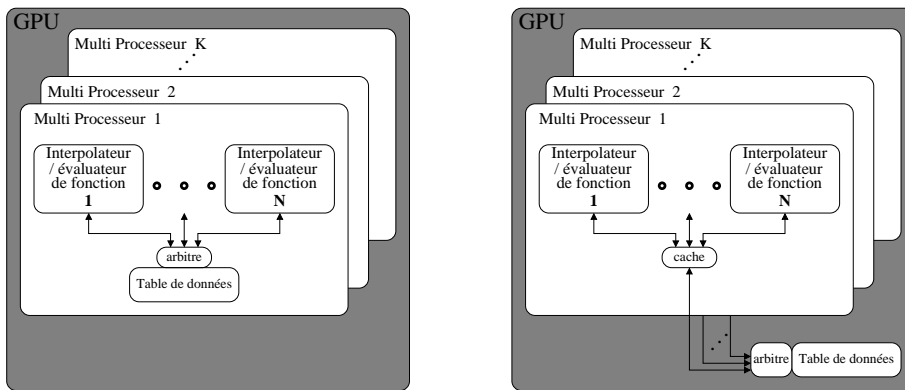 GPU
Multi Processeur K
Multi Processeur 2
Multi Processeur 1
Interpolateur
/ évaluateur
de fonction
1
Interpolateur
/ évaluateur
de fonction
N
arbitre
Table de données
GPU
Multi Processeur K
Multi Processeur 2
Multi Processeur 1
Interpolateur
/ évaluateur
de fonction
1
Interpolateur
/ évaluateur
de fonction
N
cache
arbitre
Table de données